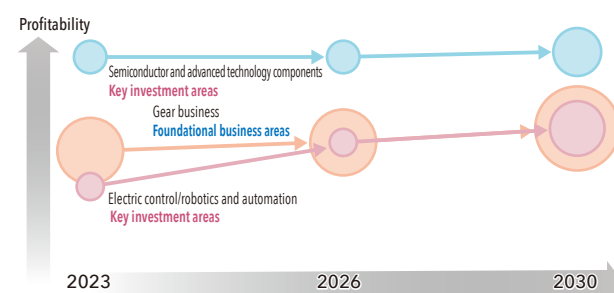 Profitability
Semiconductor and advanced technology components
Key investment areas
Gear business
Foundational business areas
Electric control/robotics and automation
Key investment areas
2023 2026 2030